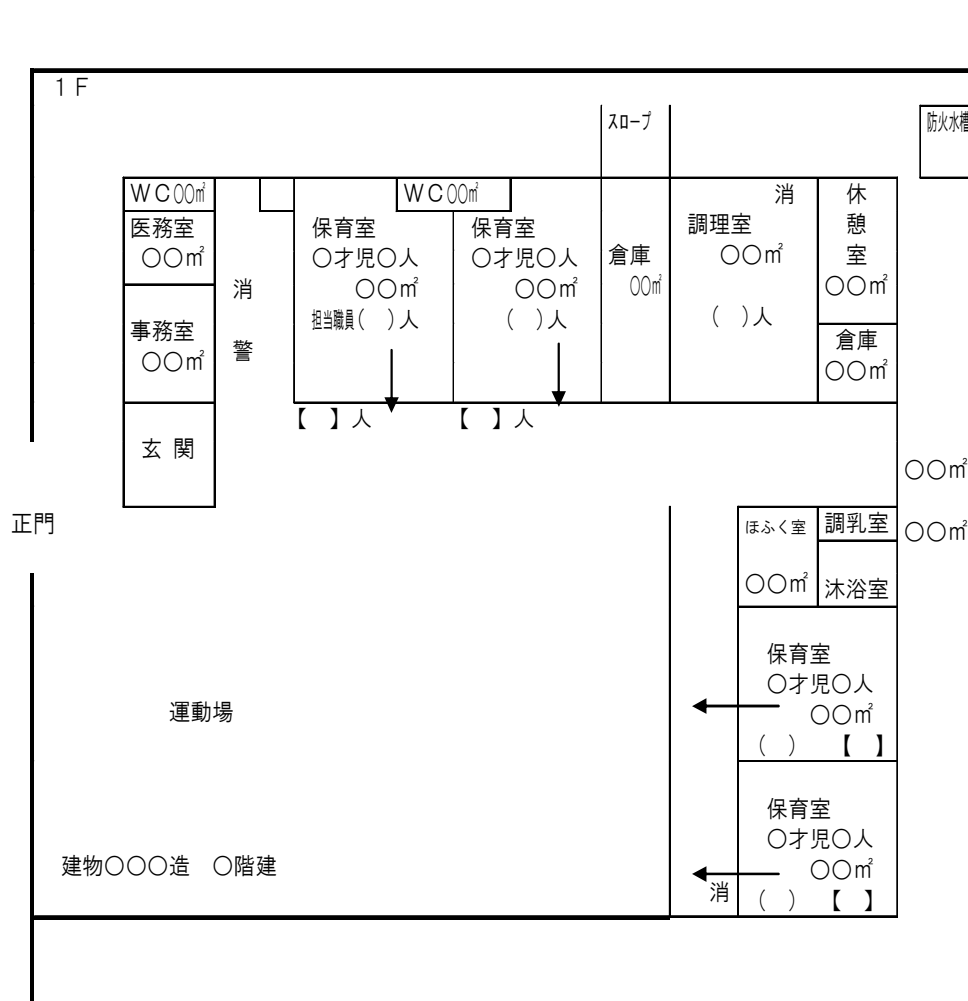 １Ｆ
スロープ
防火水槽
ＷＣ〇〇㎡
医務室
〇〇㎡
事務室
〇〇㎡
玄 関
消
警
保育室
〇才児〇人
〇〇㎡
担当職員（　）人
【　】人
ＷＣ〇〇㎡
保育室
〇才児〇人
〇〇㎡
（　）人
【　】人
倉庫
〇〇㎡
消
調理室
〇〇㎡
（　）人
休
憩
室
〇〇㎡
倉庫
〇〇㎡
〇〇㎡
正門
ほふく室
〇〇㎡
調乳室
〇〇㎡
沐浴室
保育室
〇才児〇人
〇〇㎡
（　）　【　】
運動場
保育室
〇才児〇人
〇〇㎡
（　）　【　】
消
建物〇〇〇造　〇階建